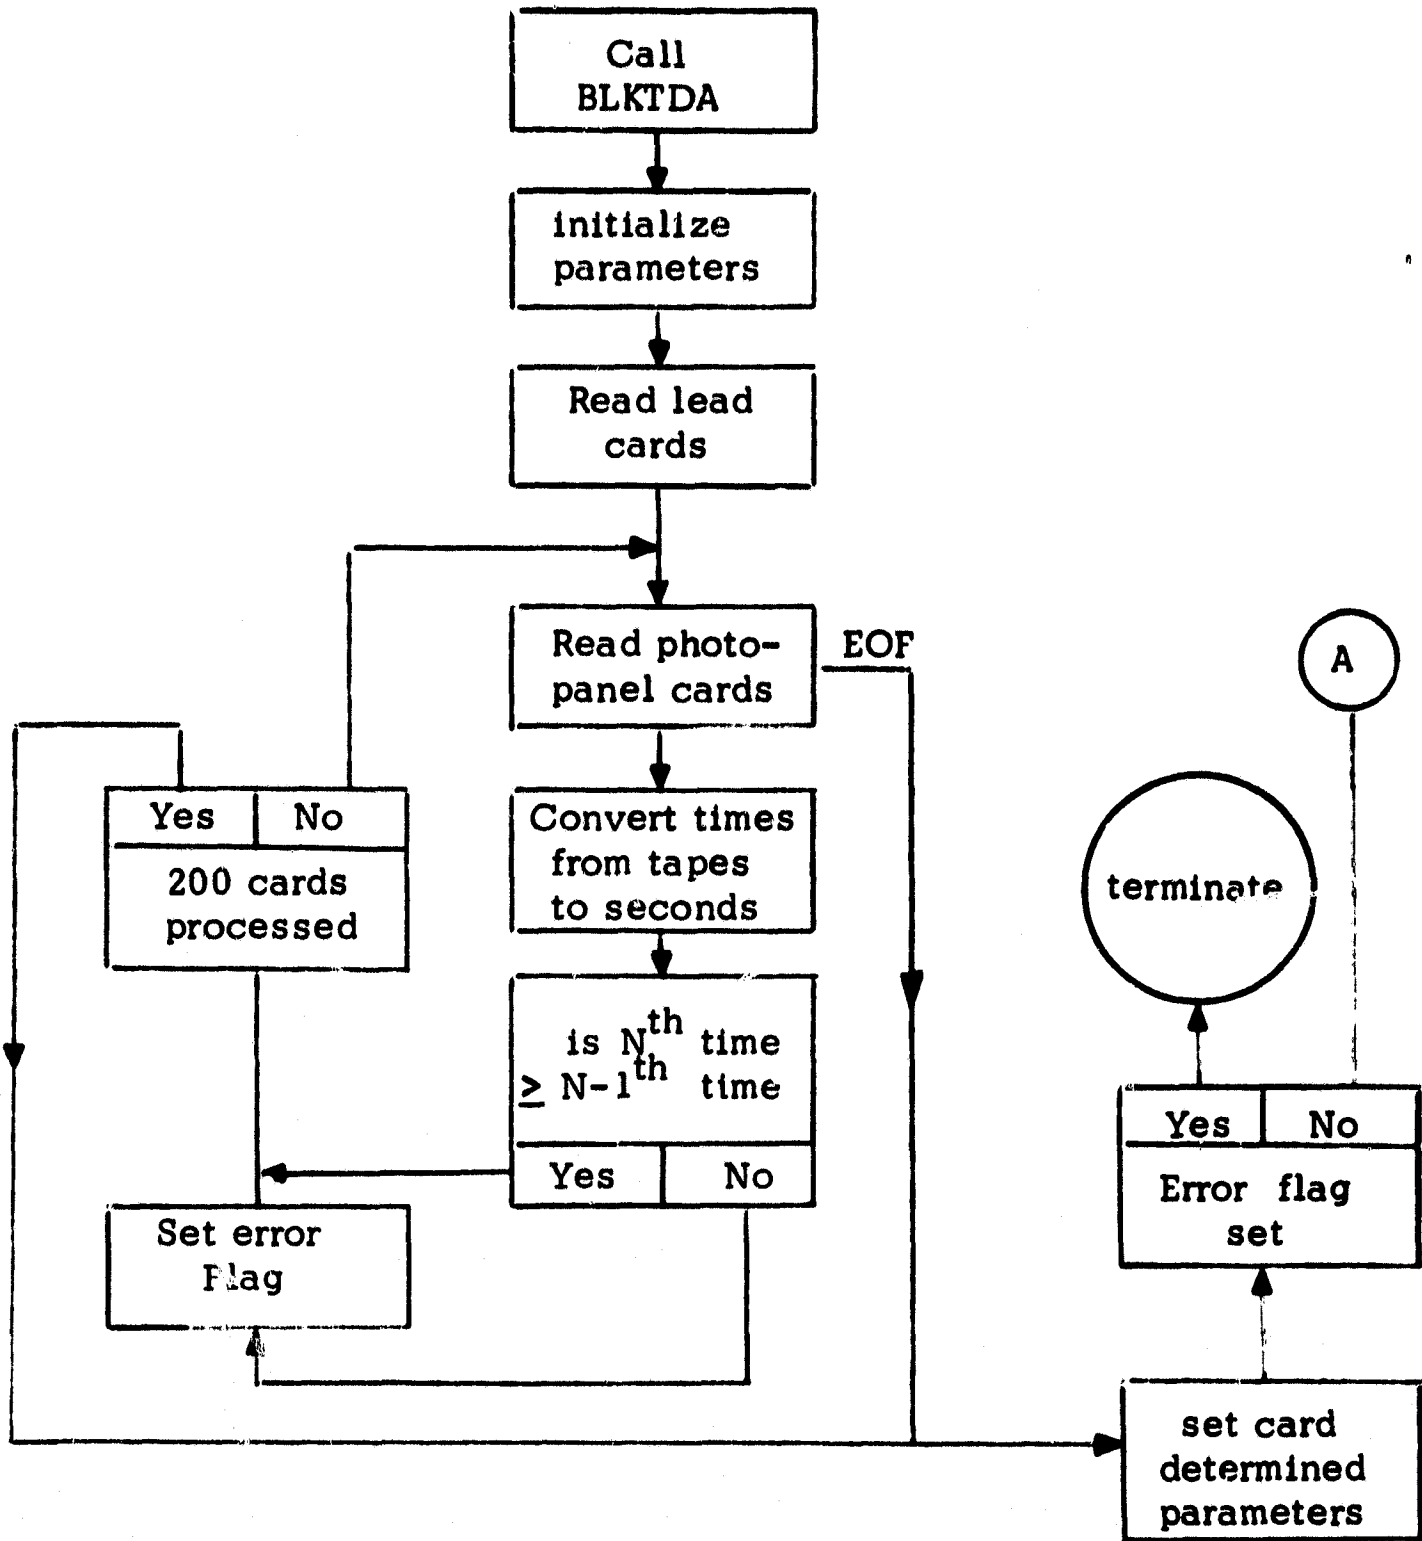 Call
BLKTDA
initialize
parameters
Read lead
cards
Read photo-
panel cards
EOF
A
Yes No
200 cards
processed
Convert times
from tapes
to seconds
terminate
is Nth time
≥ N-1th time
Yes No
Yes No
Error flag
set
Set error
Flag
set card
determined
parameters